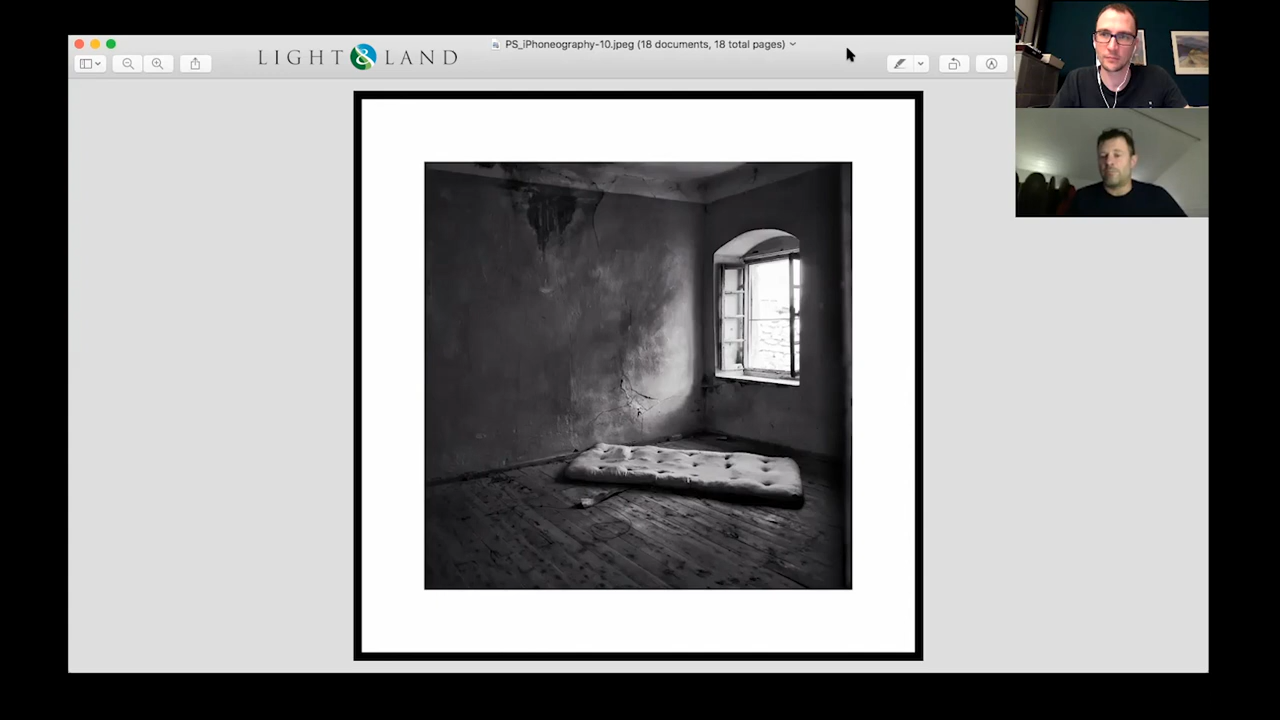 PS_iPhoneography-10.jpeg (18 documents, 18 total pages)
LIGHT & LAND